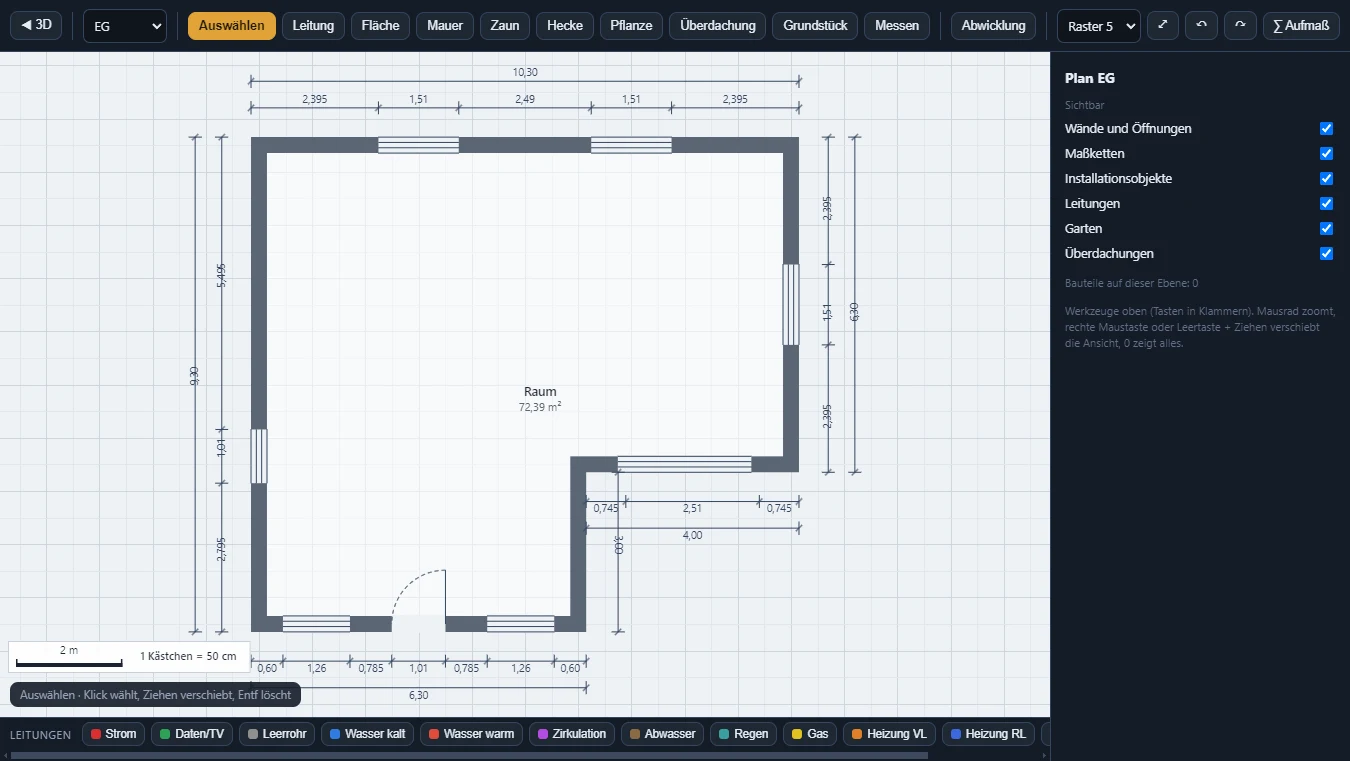 ◀ 3D EG Auswählen Leitung Fläche Mauer Zaun Hecke Pflanze Überdachung Grundstück Messen Abwicklung Raster 5 ∑ Aufmaß
Plan EG
Sichtbar
Wände und Öffnungen
Maßketten
Installationsobjekte
Leitungen
Garten
Überdachungen
Bauteile auf dieser Ebene: 0
Werkzeuge oben (Tasten in Klammern). Mausrad zoomt,
rechte Maustaste oder Leertaste + Ziehen verschiebt
die Ansicht, 0 zeigt alles.
10,30
2,395 1,51 2,49 1,51 2,395
2,395
1,51
2,395
6,30
5,495
1,01
2,795
9,30
Raum
72,39 m²
0,745 2,51 0,745
4,00
3,00
0,60 1,26 0,785 1,01 0,785 1,26 0,60
6,30
2 m 1 Kästchen = 50 cm
Auswählen · Klick wählt, Ziehen verschiebt, Entf löscht
LEITUNGEN Strom Daten/TV Leerrohr Wasser kalt Wasser warm Zirkulation Abwasser Regen Gas Heizung VL Heizung RL